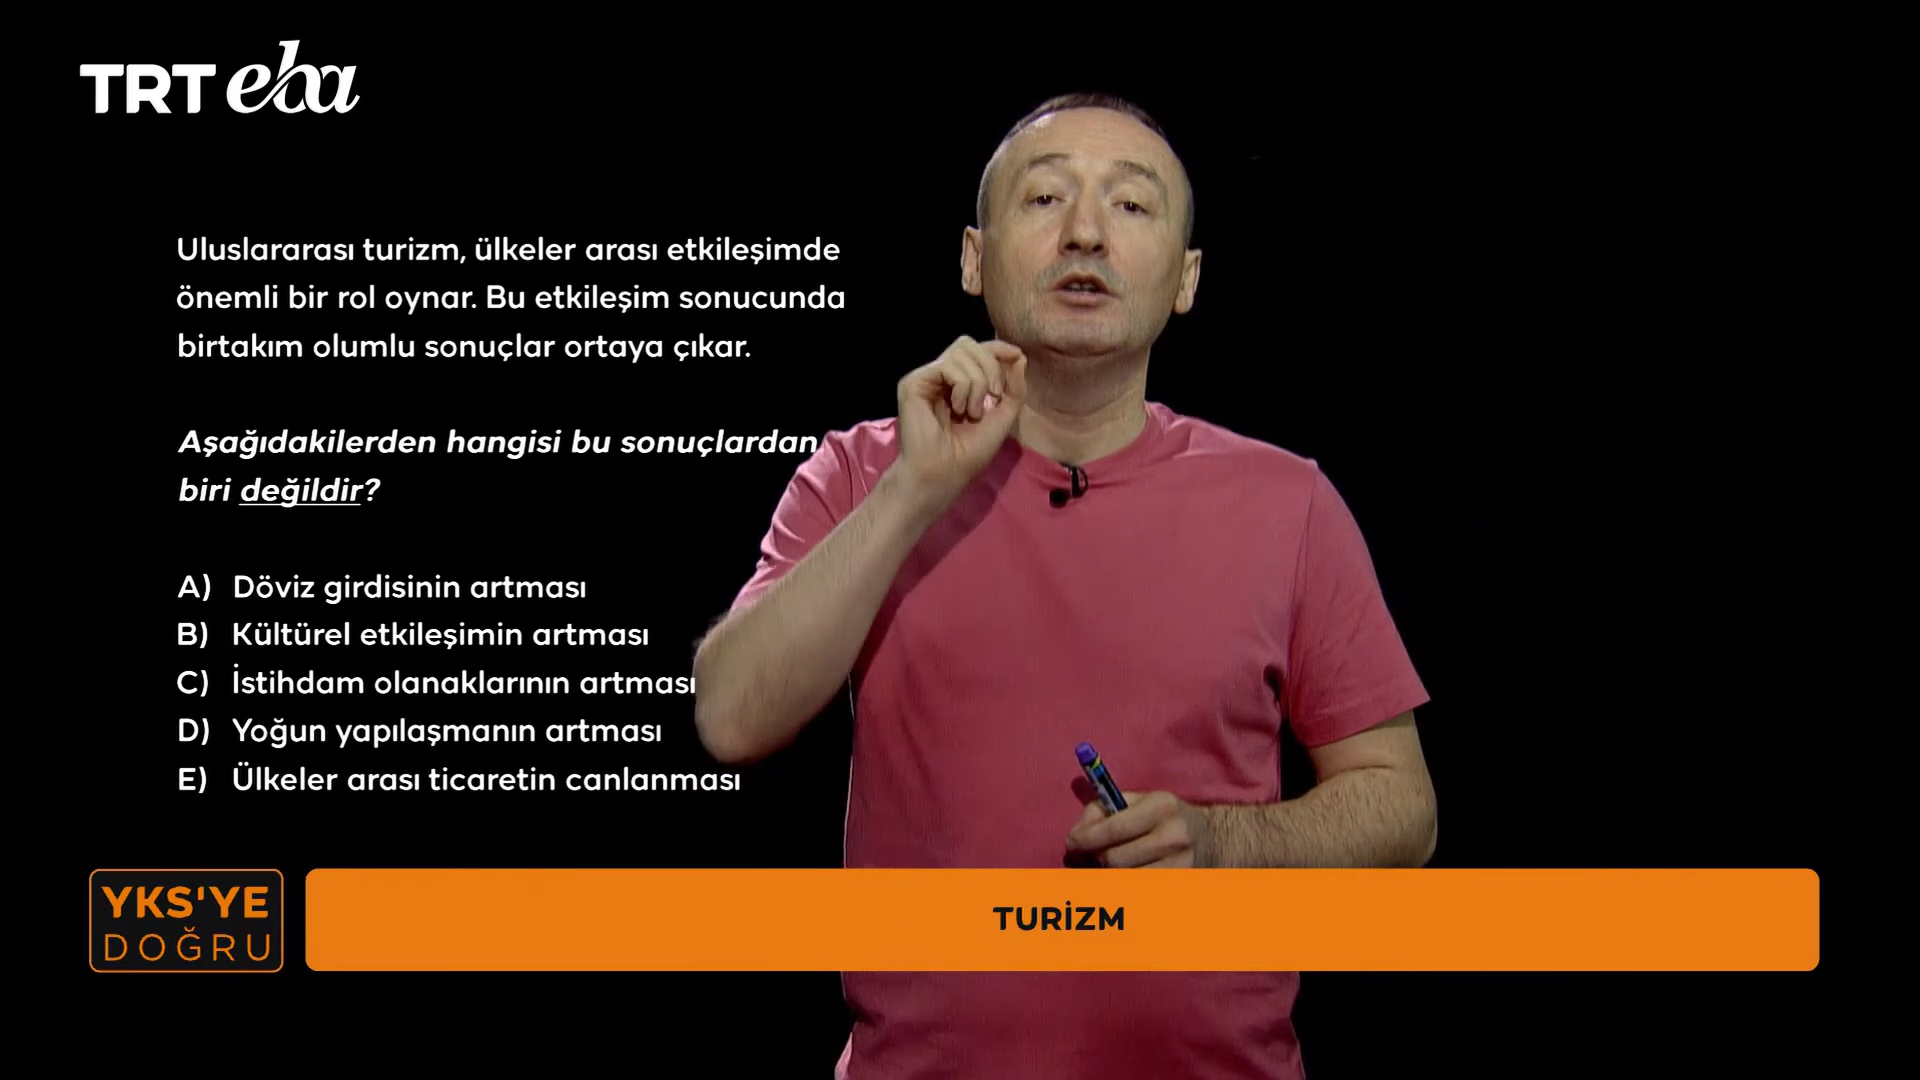 TRT eba
Uluslararası turizm, ülkeler arası etkileşimde
önemli bir rol oynar. Bu etkileşim sonucunda
birtakım olumlu sonuçlar ortaya çıkar.
Aşağıdakilerden hangisi bu sonuçlardan
biri değildir?
A) Döviz girdisinin artması
B) Kültürel etkileşimin artması
C) İstihdam olanaklarının artması
D) Yoğun yapılaşmanın artması
E) Ülkeler arası ticaretin canlanması
YKS'YE
DOĞRU
TURİZM